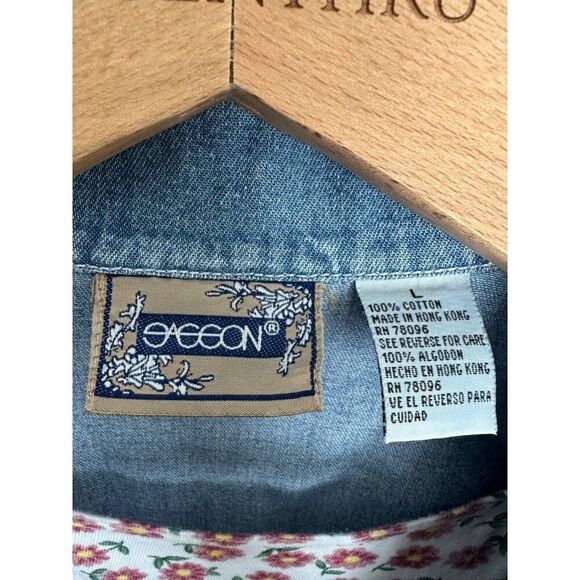 SASSON®
L
100% COTTON
MADE IN HONG KONG
RN 78096
SEE REVERSE FOR CARE
100% ALGODON
HECHO EN HONG KONG
RN 78096
VE EL REVERSO PARA
CUIDAD